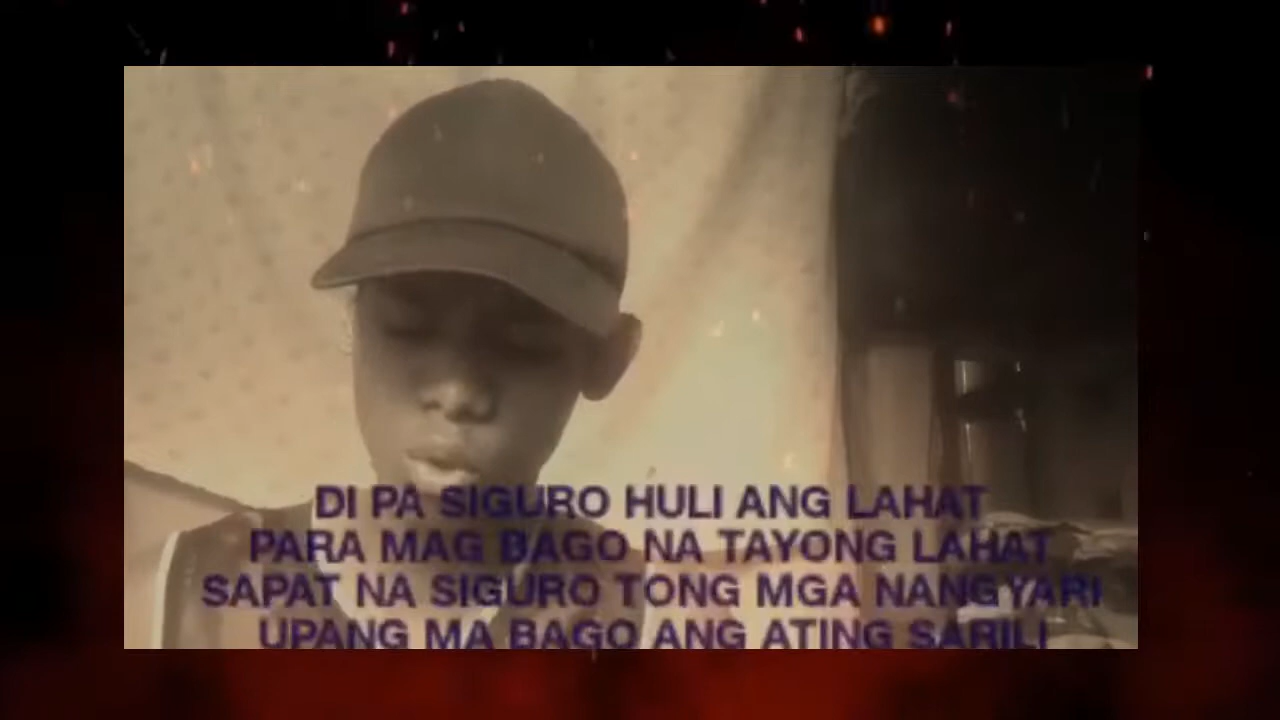 DI PA SIGURO HULI ANG LAHAT
PARA MAG BAGO NA TAYONG LAHAT
SAPAT NA SIGURO TONG MGA NANGYARI
UPANG MA BAGO ANG ATING SARILI